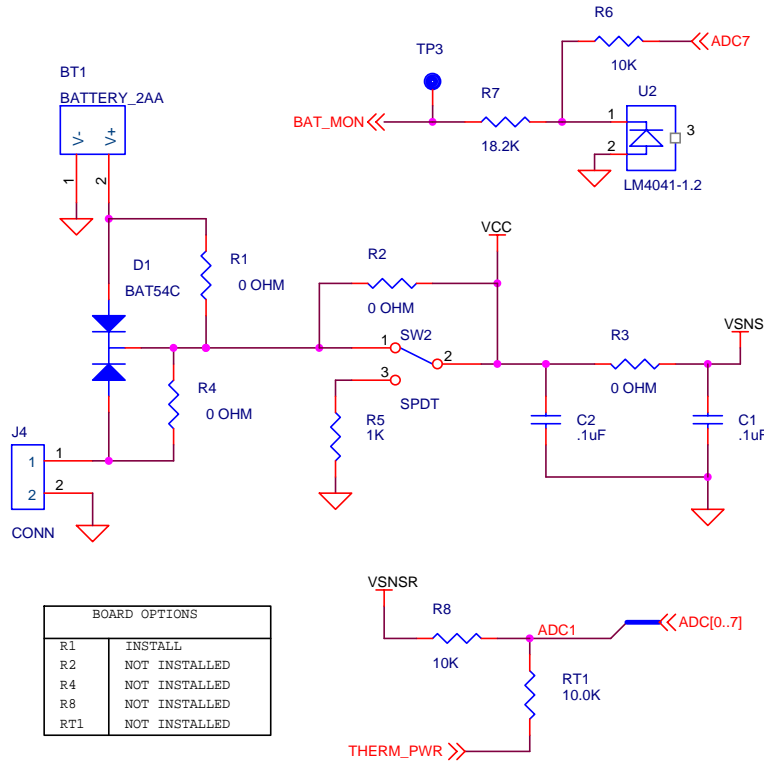 R6
ADC7
10K
TP3
BT1
BATTERY_2AA
R7
U2
BAT_MON
1
3
2
18.2K
LM4041-1.2
V-
V+
1
2
VCC
D1
R1
R2
BAT54C
0 OHM
0 OHM
VSNS
SW2
R3
1
2
3
0 OHM
R4
SPDT
0 OHM
R5
1K
C2
.1uF
C1
.1uF
J4
1
1
2
2
CONN
VSNSR
BOARD OPTIONS
R1 INSTALL
R2 NOT INSTALLED
R4 NOT INSTALLED
R8 NOT INSTALLED
RT1 NOT INSTALLED
R8
ADC1
ADC[0..7]
10K
RT1
10.0K
THERM_PWR